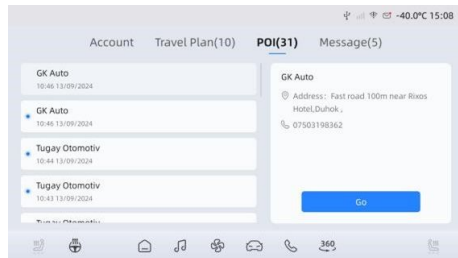 -40.0℃ 15:08
Account Travel Plan(10) POI(31) Message(5)
GK Auto
10:46 13/09/2024
GK Auto
10:46 13/09/2024
Tugay Otomotiv
10:44 13/09/2024
Tugay Otomotiv
10:43 13/09/2024
Tugay Otomotiv
GK Auto
Address: Fast road 100m near Rixos
Hotel,Duhok ,
07503198362
Go
360